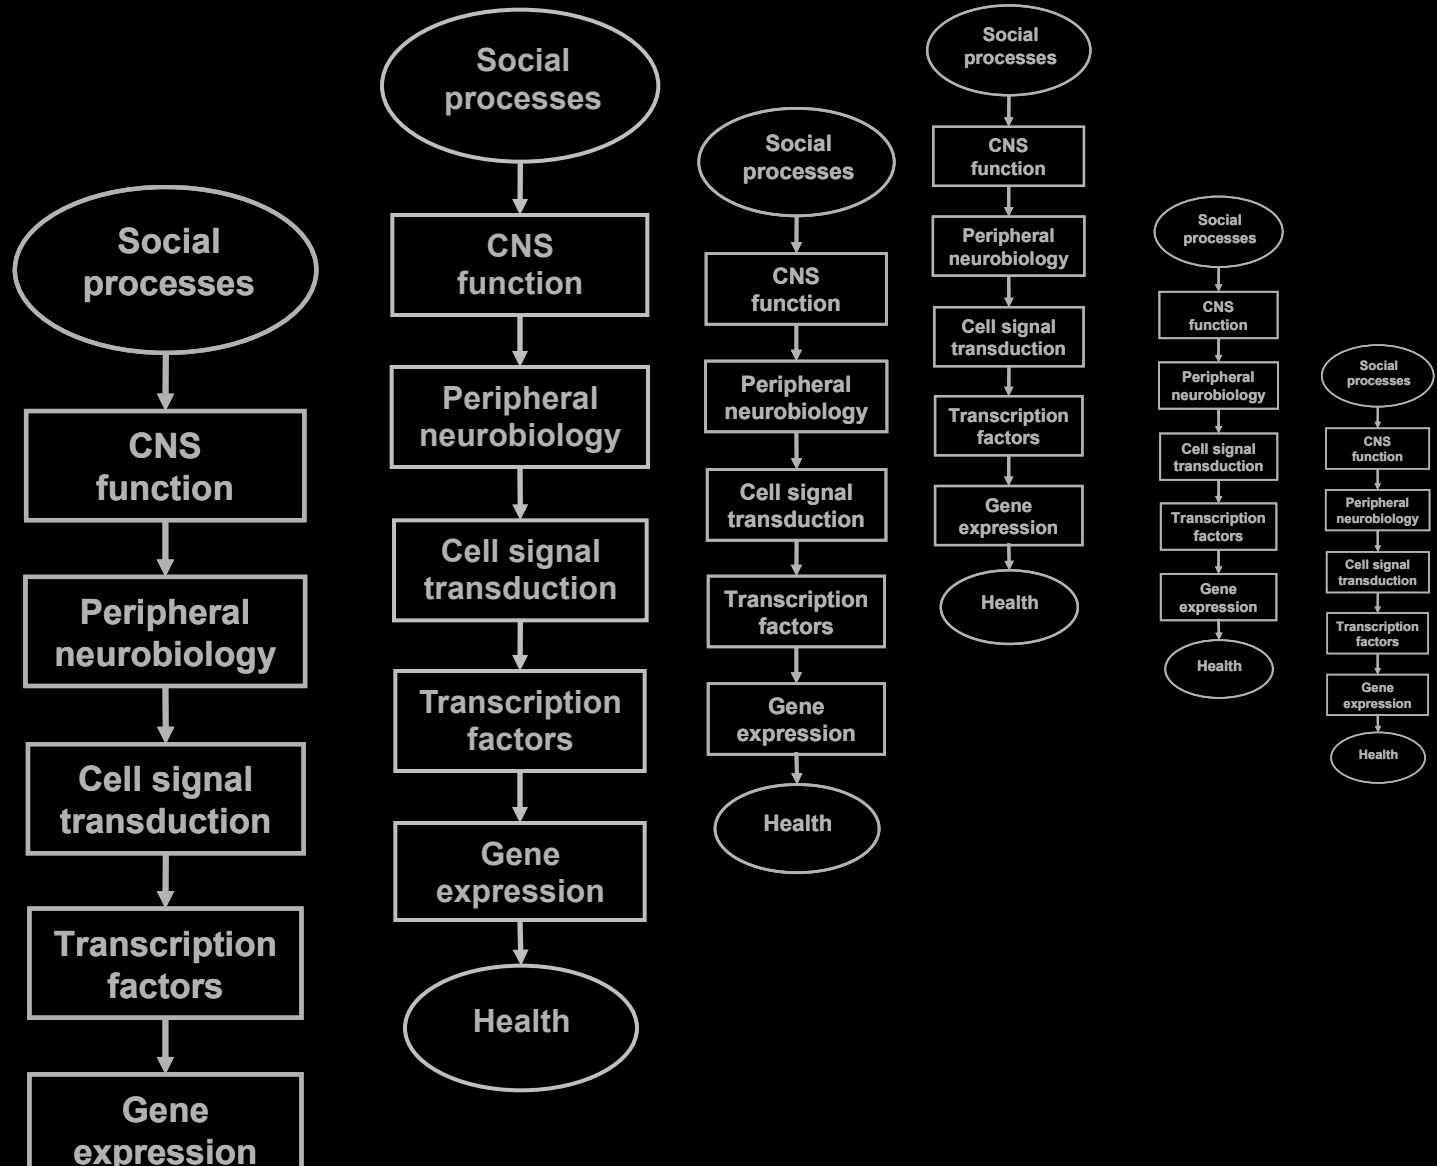 Social
processes
CNS
function
Peripheral
neurobiology
Cell signal
transduction
Transcription
factors
Gene
expression
Social
processes
CNS
function
Peripheral
neurobiology
Cell signal
transduction
Transcription
factors
Gene
expression
Health
Social
processes
CNS
function
Peripheral
neurobiology
Cell signal
transduction
Transcription
factors
Gene
expression
Health
Social
processes
CNS
function
Peripheral
neurobiology
Cell signal
transduction
Transcription
factors
Gene
expression
Health
Social
processes
CNS
function
Peripheral
neurobiology
Cell signal
transduction
Transcription
factors
Gene
expression
Health
Social
processes
CNS
function
Peripheral
neurobiology
Cell signal
transduction
Transcription
factors
Gene
expression
Health